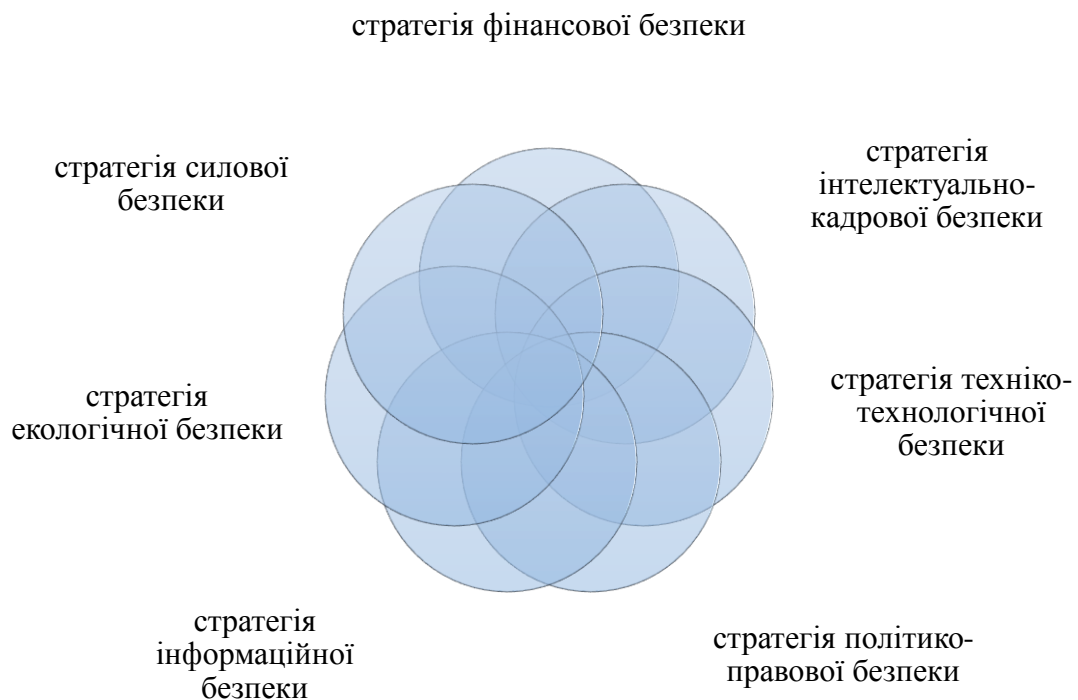 стратегія фінансової безпеки
стратегія силової
безпеки
стратегія
інтелектуально-
кадрової безпеки
стратегія
екологічної безпеки
стратегія техніко-
технологічної
безпеки
стратегія
інформаційної
безпеки
стратегія політико-
правової безпеки